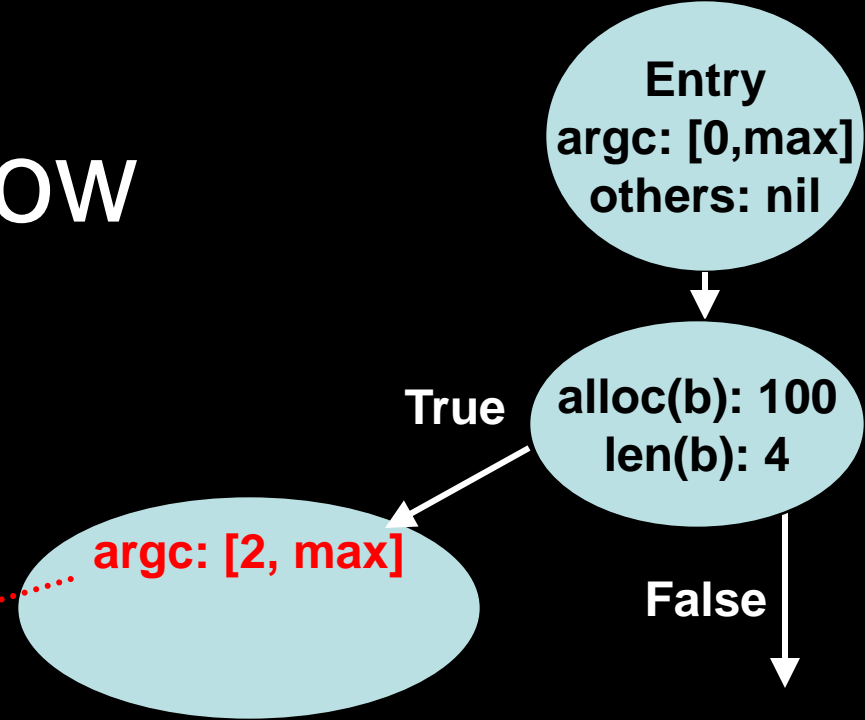 Entry
argc: [0,max]
others: nil
ow
True
alloc(b): 100
len(b): 4
argc: [2, max]
False